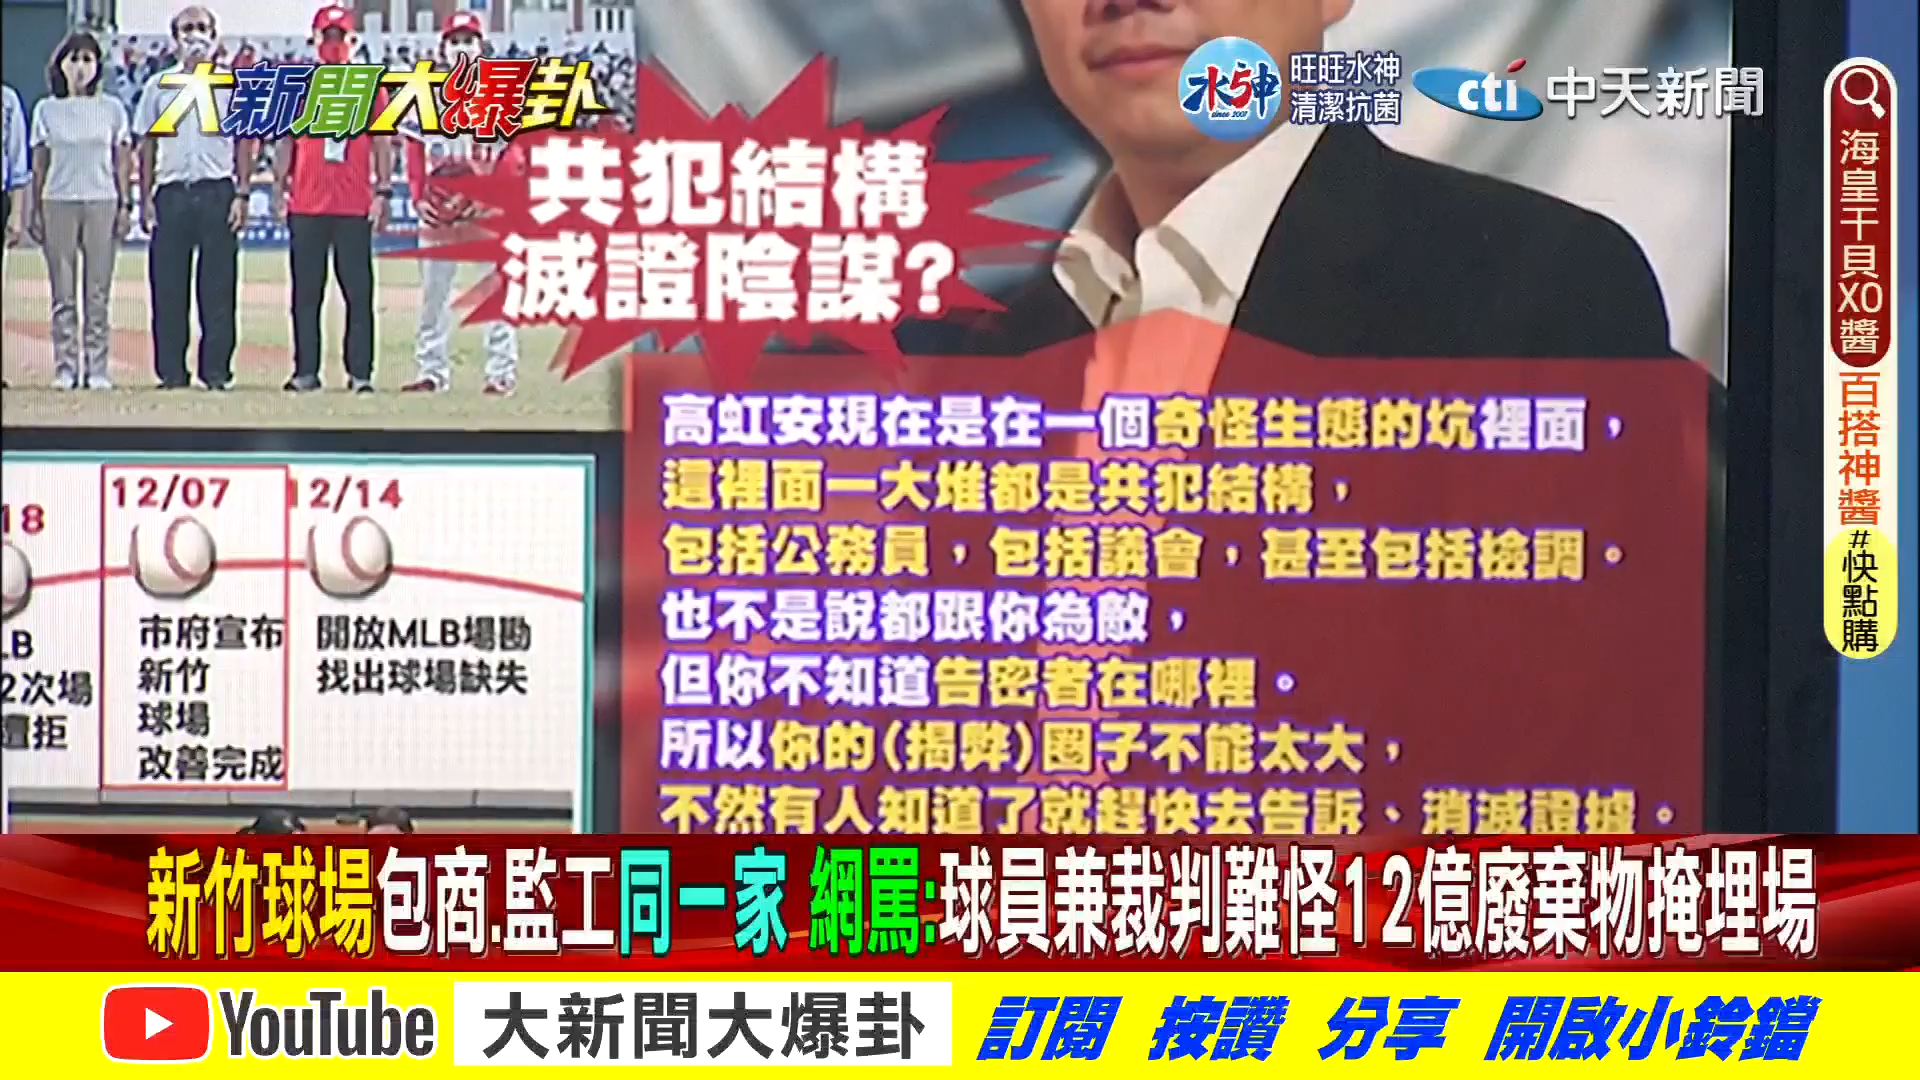 大新聞大爆卦
水神
since 2007
旺旺水神
清潔抗菌
cti 中天新聞
共犯結構
滅證陰謀?
海皇干貝XO醬
百搭神醬
#快點購
高虹安現在是在一個奇怪生態的坑裡面，
這裡面一大堆都是共犯結構，
包括公務員，包括議會，甚至包括檢調。
也不是說都跟你為敵，
但你不知道告密者在哪裡。
所以你的(揭弊)圈子不能太大，
不然有人知道了就趕快去告訴、消滅證據。
18
LB
2次場
遭拒
12/07
市府宣布
新竹
球場
改善完成
12/14
開放MLB場勘
找出球場缺失
新竹球場包商.監工同一家 網罵:球員兼裁判難怪12億廢棄物掩埋場
YouTube 大新聞大爆卦 訂閱 按讚 分享 開啟小鈴鐺